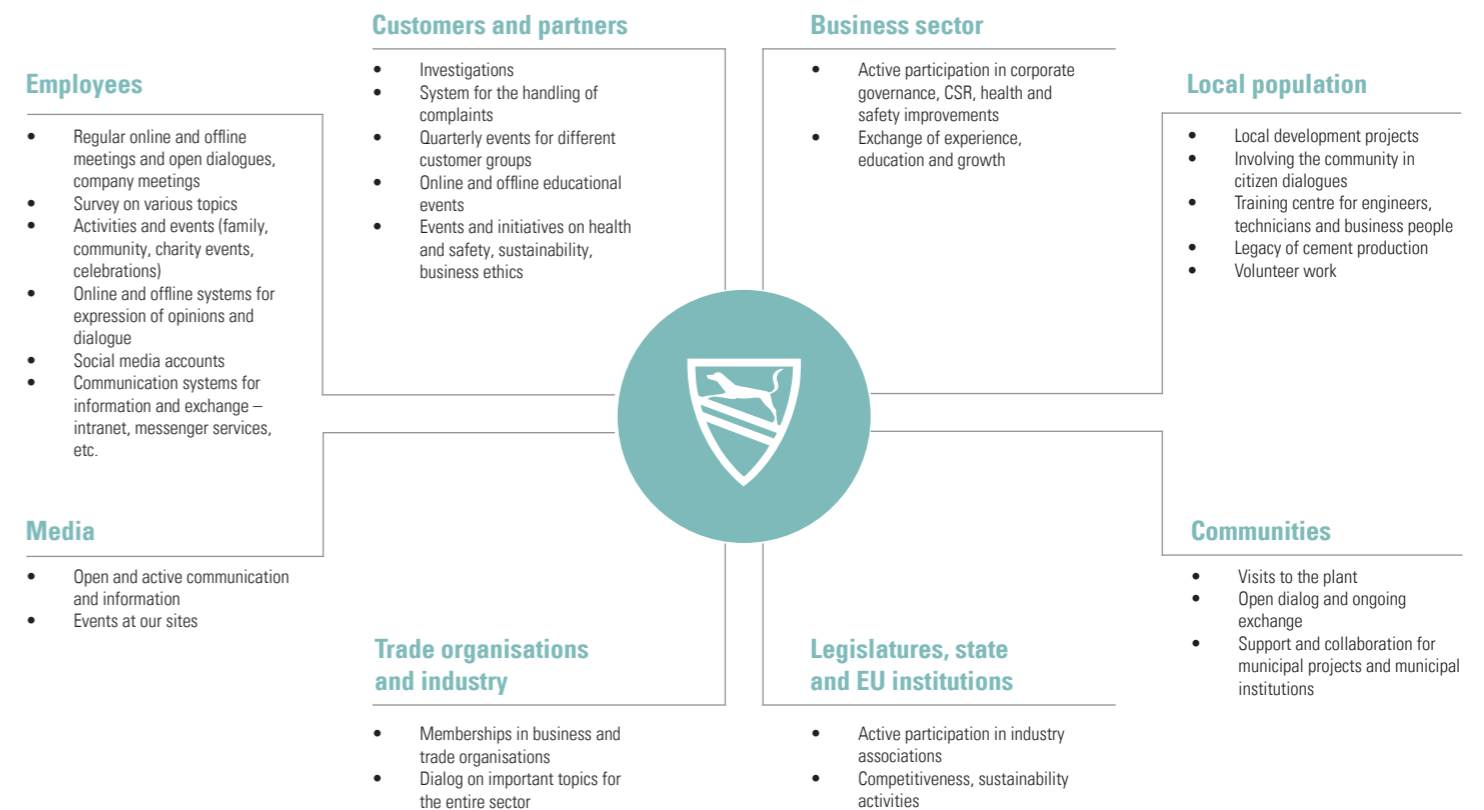 Customers and partners
• Investigations
• System for the handling of
complaints
• Quarterly events for different
customer groups
• Online and offline educational
events
• Events and initiatives on health
and safety, sustainability,
business ethics
Business sector
• Active participation in corporate
governance, CSR, health and
safety improvements
• Exchange of experience,
education and growth
Employees
• Regular online and offline
meetings and open dialogues,
company meetings
• Survey on various topics
• Activities and events (family,
community, charity events,
celebrations)
• Online and offline systems for
expression of opinions and
dialogue
• Social media accounts
• Communication systems for
information and exchange –
intranet, messenger services,
etc.
Local population
• Local development projects
• Involving the community in
citizen dialogues
• Training centre for engineers,
technicians and business people
• Legacy of cement production
• Volunteer work
Media
• Open and active communication
and information
• Events at our sites
Communities
• Visits to the plant
• Open dialog and ongoing
exchange
• Support and collaboration for
municipal projects and municipal
institutions
Trade organisations
and industry
• Memberships in business and
trade organisations
• Dialog on important topics for
the entire sector
Legislatures, state
and EU institutions
• Active participation in industry
associations
• Competitiveness, sustainability
activities